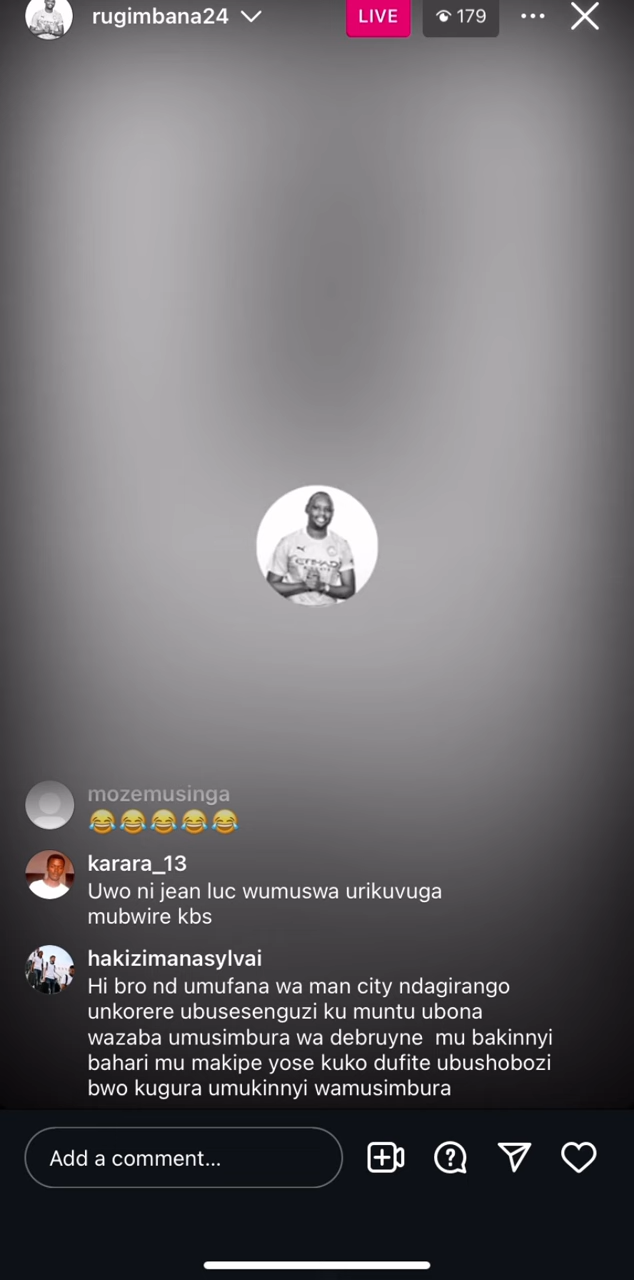 rugimbana24
LIVE
179
mozemusinga
😂😂😂😂😂
karara_13
Uwo ni jean luc wumuswa urikuvuga
mubwire kbs
hakizimanasylvai
Hi bro nd umufana wa man city ndagirango
unkorere ubusesenguzi ku muntu ubona
wazaba umusimbura wa debruyne  mu bakinnyi
bahari mu makipe yose kuko dufite ubushobozi
bwo kugura umukinnyi wamusimbura
Add a comment...